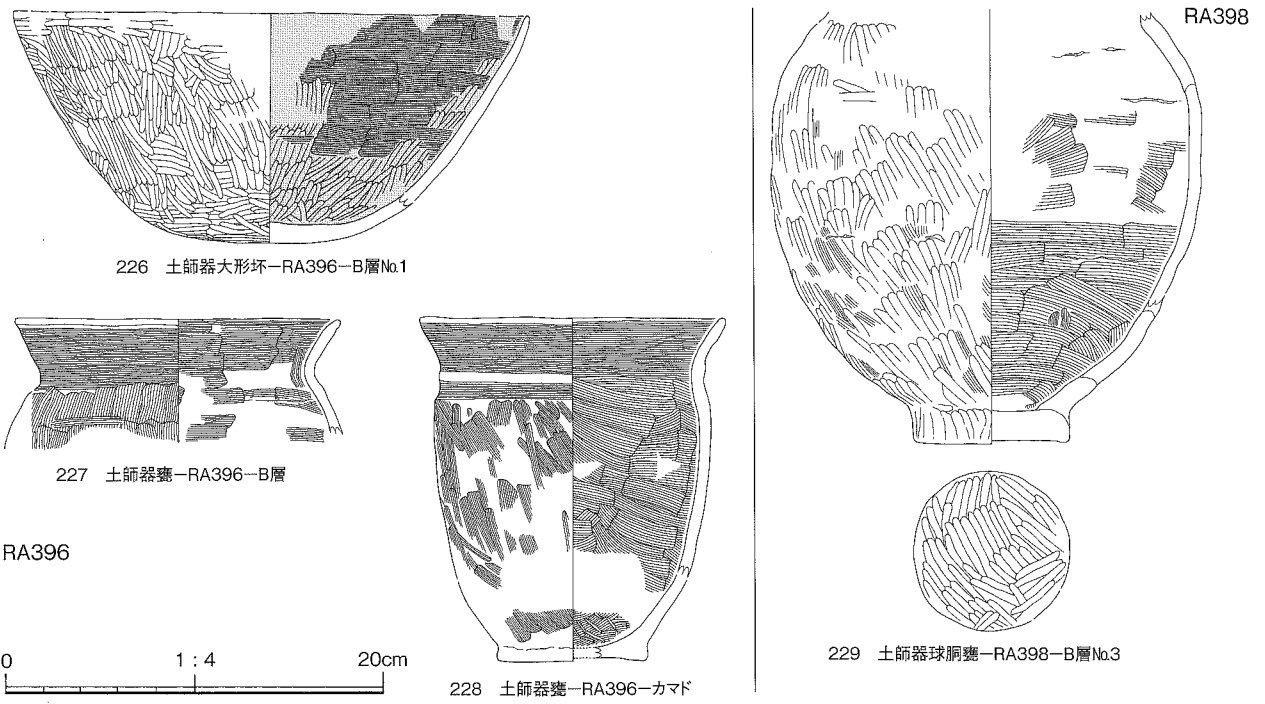 226 土師器大形坏ーRA396ーB層№1
227 土師器甕ーRA396ーB層
RA396
0 1:4 20cm
228 土師器甕ーRA396ーカマド
RA398
229 土師器球胴甕ーRA398ーB層№3